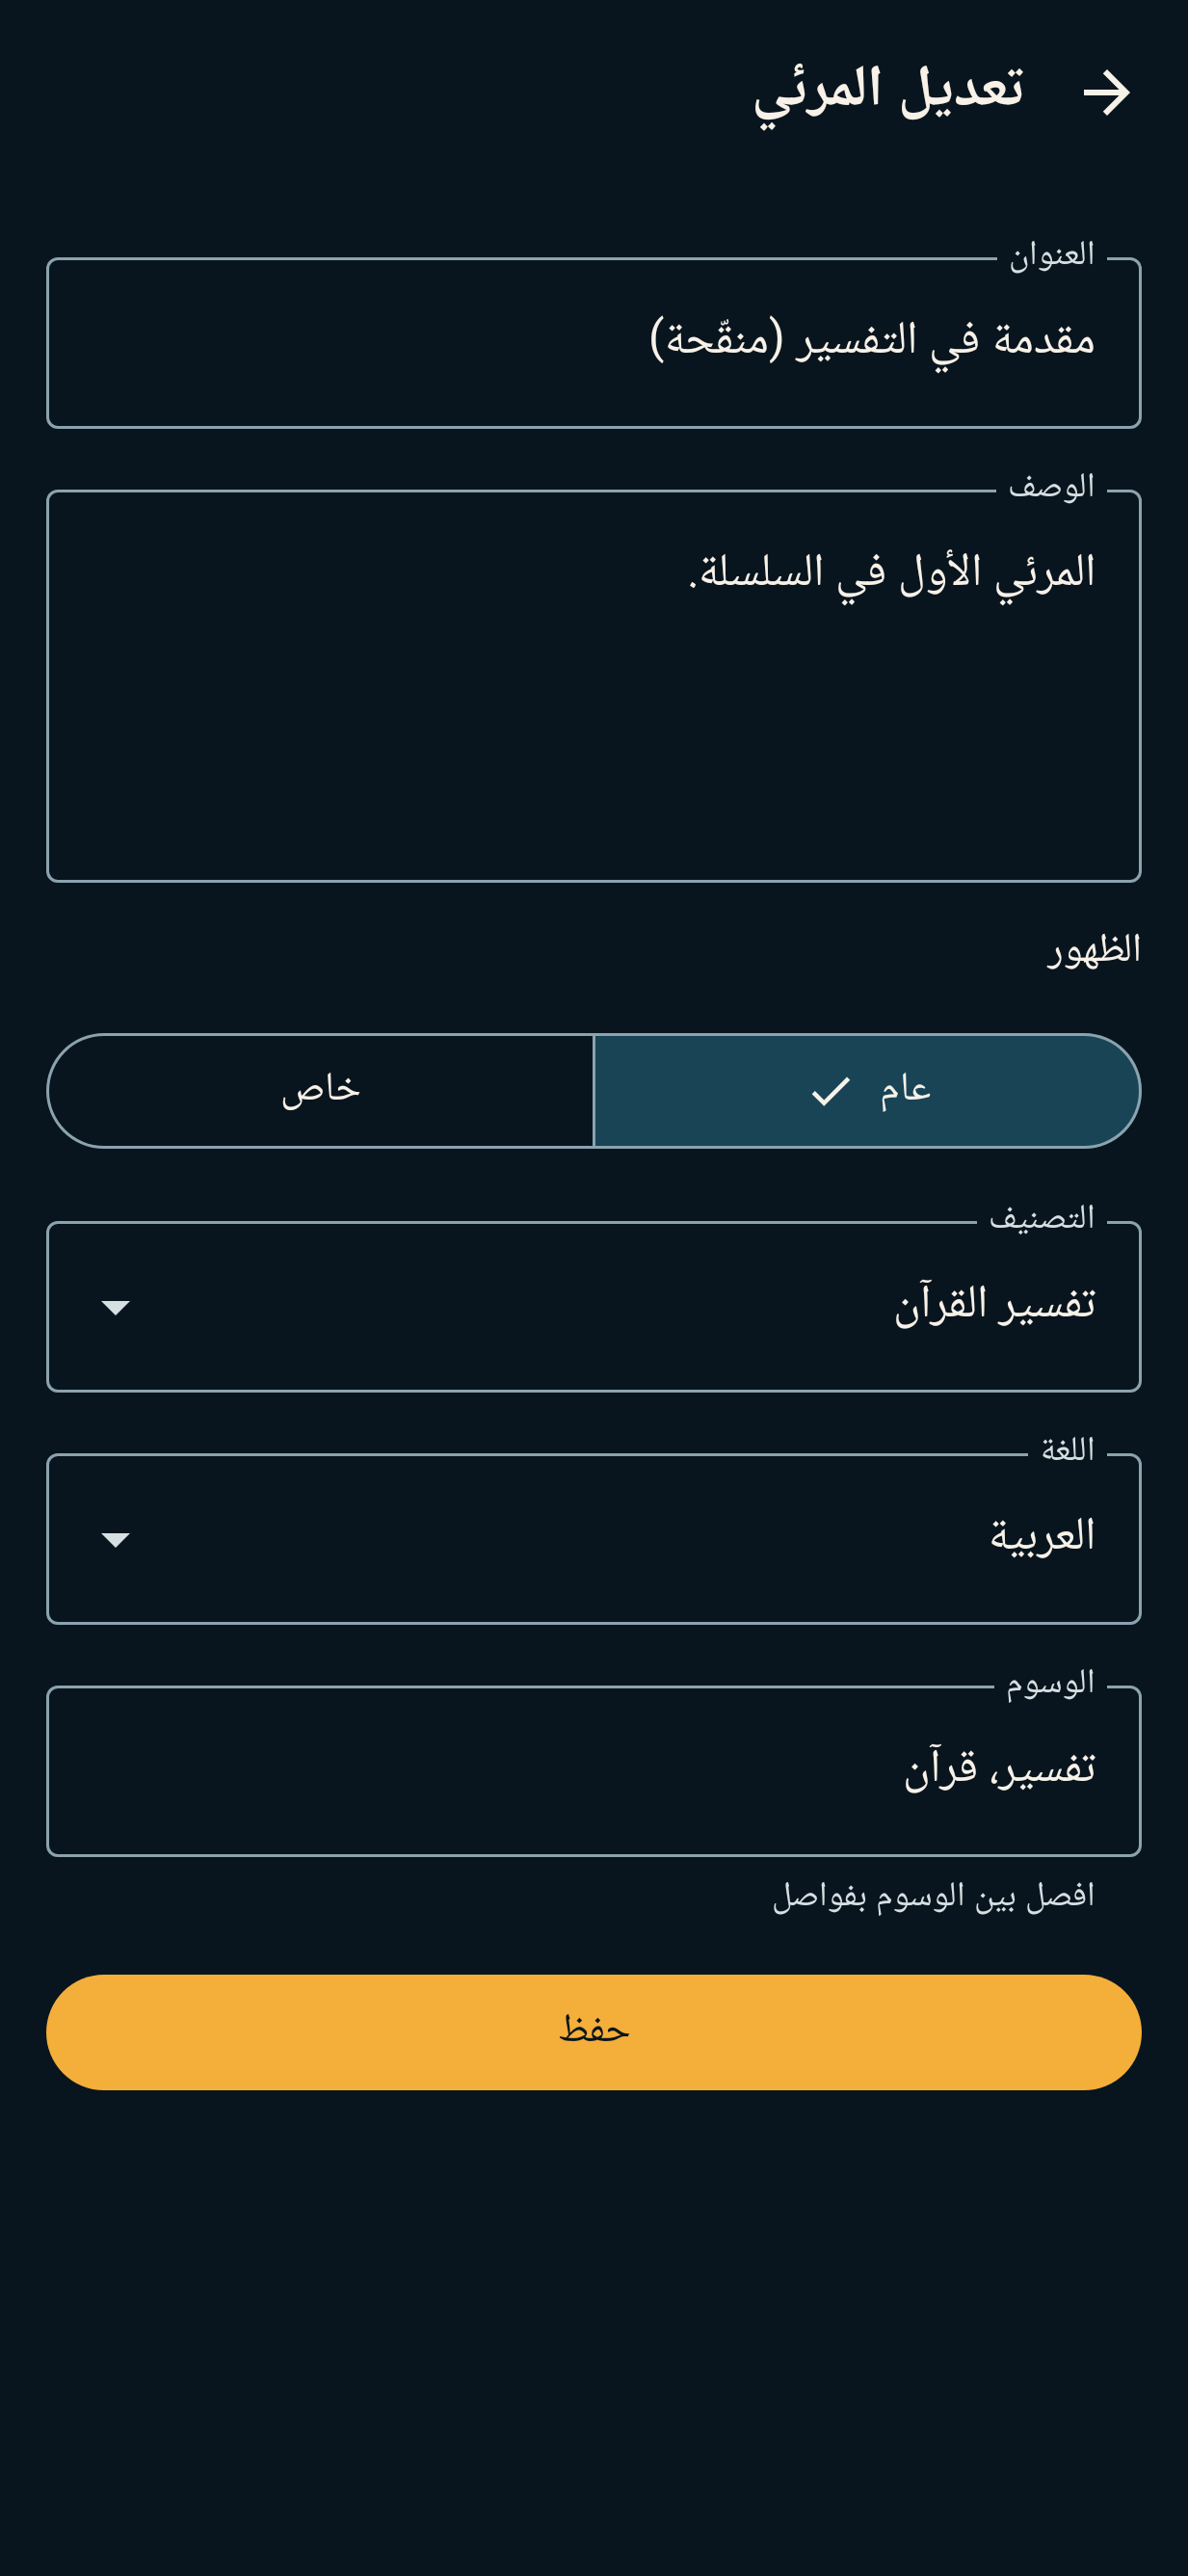 تعديل المرئي
العنوان
مقدمة في التفسير (منقّحة)
الوصف
المرئي الأول في السلسلة.
الظهور
عام
خاص
التصنيف
تفسير القرآن
اللغة
العربية
الوسوم
تفسير، قرآن
افصل بين الوسوم بفواصل
حفظ